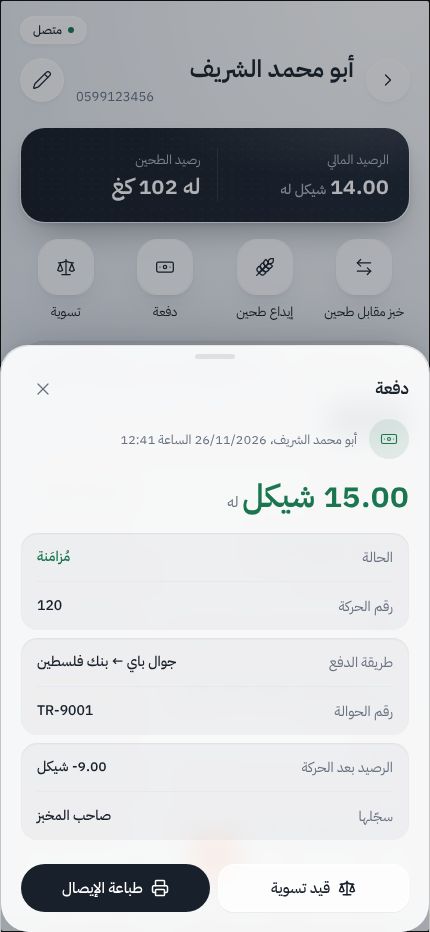 متصل
أبو محمد الشريف
0599123456
الرصيد المالي
14.00 شيكل له
رصيد الطحين
له 102 كغ
خبز مقابل طحين
إيداع طحين
دفعة
تسوية
دفعة
أبو محمد الشريف، 26/11/2026 الساعة 12:41
15.00 شيكل له
الحالة
مُزامَنة
رقم الحركة
120
طريقة الدفع
جوال باي ← بنك فلسطين
رقم الحوالة
TR-9001
الرصيد بعد الحركة
-9.00 شيكل
سجّلها
صاحب المخبز
قيد تسوية
طباعة الإيصال